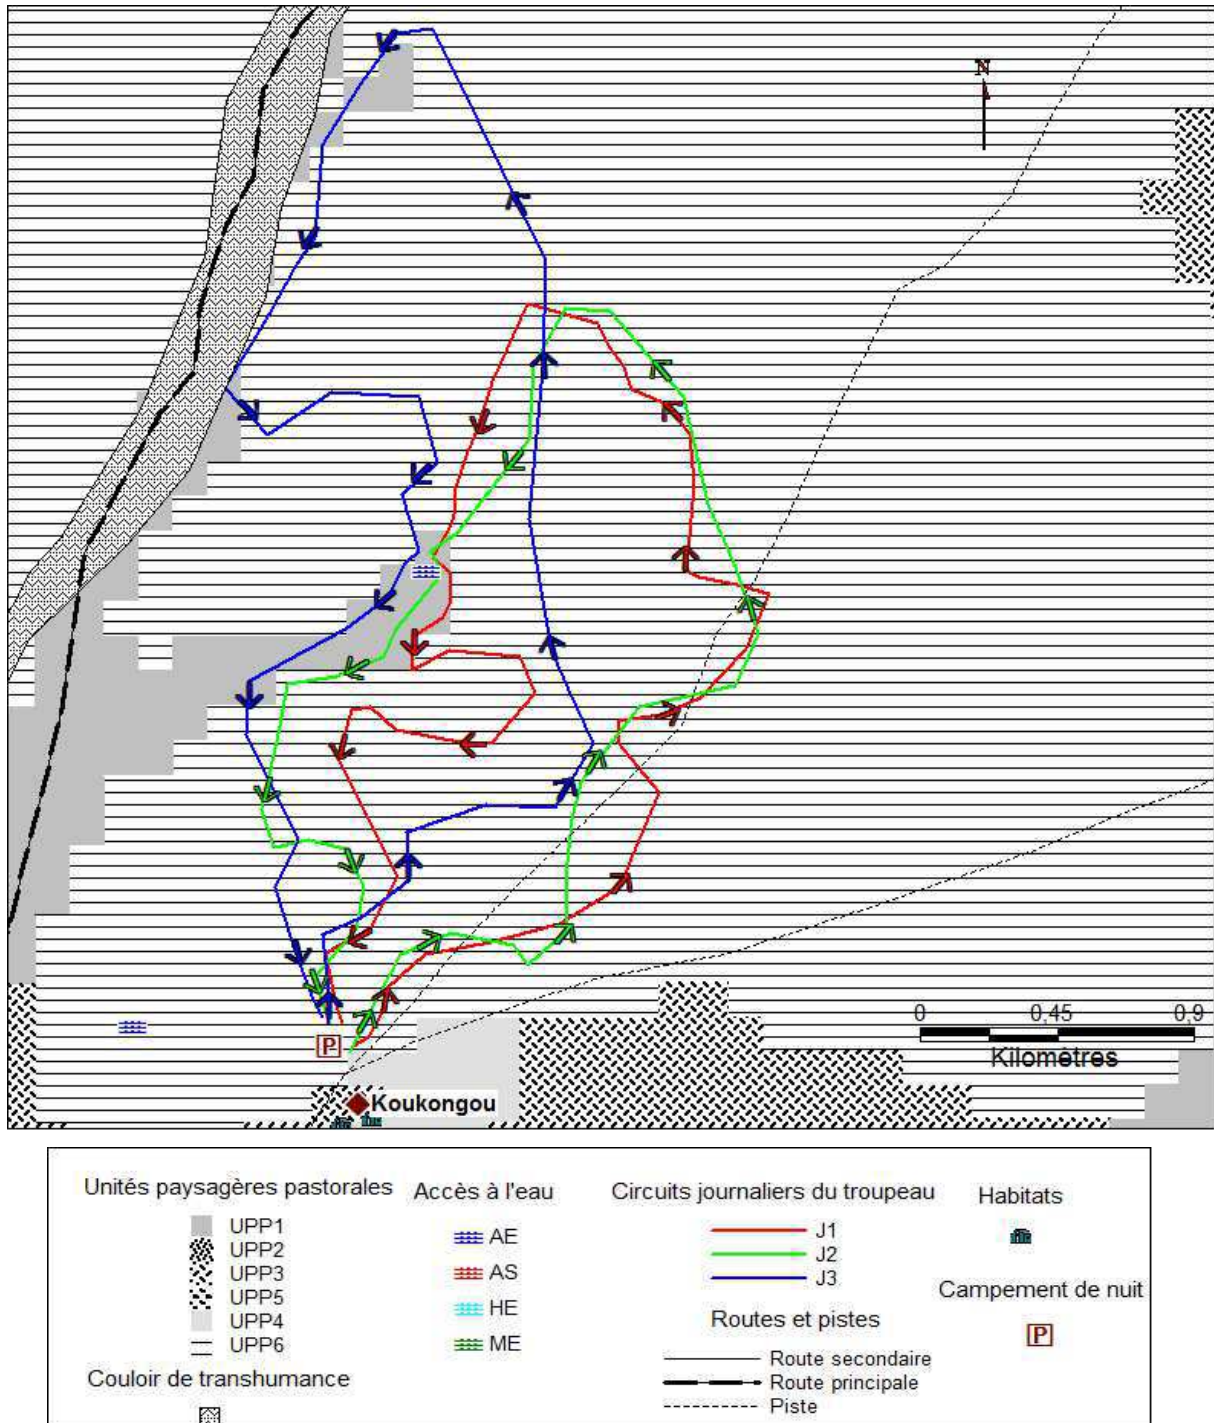 N
0 0,45 0,9
Kilomètres
P
Koukongou
Unités paysagères pastorales
UPP1
UPP2
UPP3
UPP5
UPP4
UPP6
Couloir de transhumance
Accès à l'eau
AE
AS
HE
ME
Circuits journaliers du troupeau
J1
J2
J3
Routes et pistes
Route secondaire
Route principale
Piste
Habitats
Campement de nuit
P